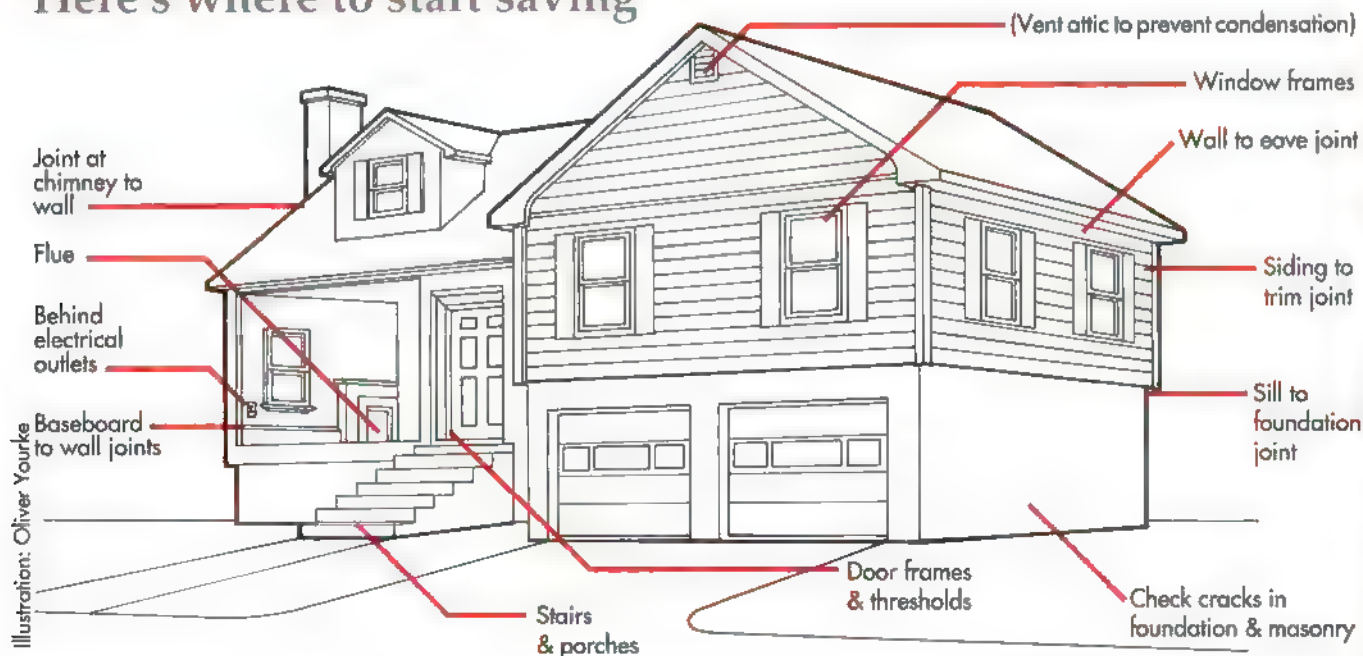 Here's where to start saving
(Vent attic to prevent condensation)
Window frames
Wall to eave joint
Siding to
trim joint
Sill to
foundation
joint
Check cracks in
foundation & masonry
Door frames
& thresholds
Stairs
& porches
Joint at
chimney to
wall
Flue
Behind
electrical
outlets
Baseboard
to wall joints
Illustration: Oliver Yourke